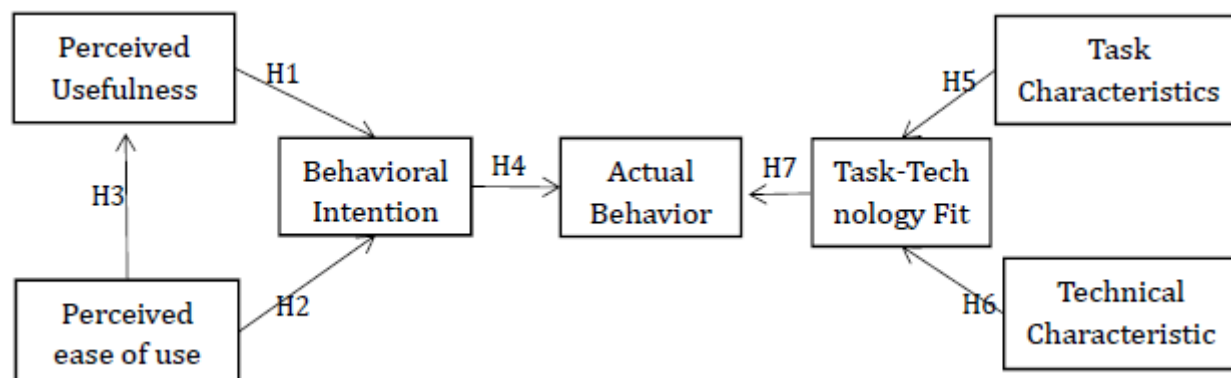 Perceived
Usefulness
H1
H3
Perceived
ease of use
H2
Behavioral
Intention
H4
Actual
Behavior
H7
Task-Tech
nology Fit
H5
Task
Characteristics
H6
Technical
Characteristic